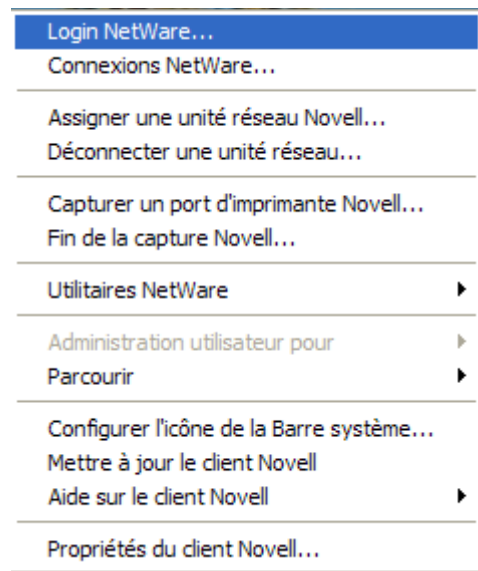 Login NetWare...
Connexions NetWare...
Assigner une unité réseau Novell...
Déconnecter une unité réseau...
Capturer un port d'imprimante Novell...
Fin de la capture Novell...
Utilitaires NetWare
Administration utilisateur pour
Parcourir
Configurer l'icône de la Barre système...
Mettre à jour le client Novell
Aide sur le client Novell
Propriétés du client Novell...